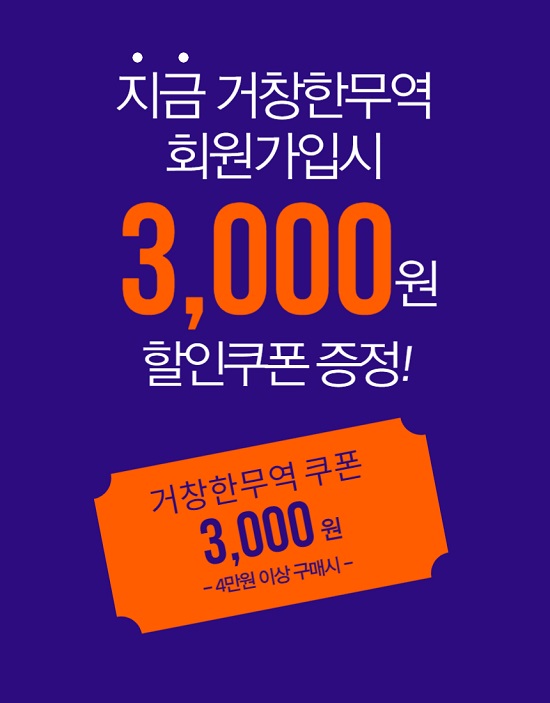 지금 거창한무역
회원가입시
3,000원
할인쿠폰 증정!
거창한무역 쿠폰
3,000 원
- 4만원 이상 구매시 -